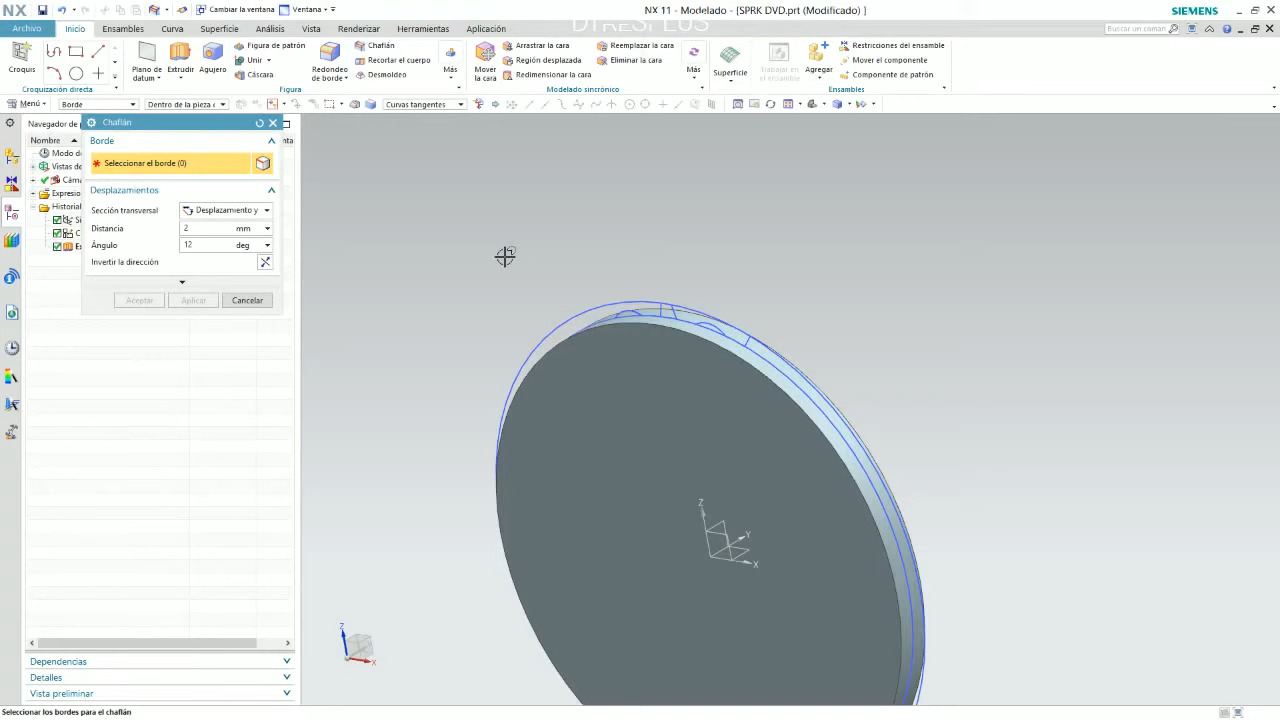 NX Cambiar la ventana Ventana NX 11 - Modelado - [SPRK DVD.prt (Modificado) ] SIEMENS
DTRESPLUS
Archivo Inicio Ensambles Curva Superficie Análisis Vista Renderizar Herramientas Aplicación Buscar un coman
Croquis Plano de datum Extrudir Agujero Figura de patrón Unir Cáscara Redondeo de borde Chaflán Recortar el cuerpo Desmoldeo Más Mover la cara Arrastrar la cara Región desplazada Redimensionar la cara Reemplazar la cara Eliminar la cara Más Superficie Trabajar en el ensamble Agregar Restricciones del ensamble Mover el componente Componente de patrón
Croquización directa Figura Modelado sincrónico Ensambles
Menú Borde Dentro de la pieza Curvas tangentes
Navegador de
Nombre
Modo d
Vistas de
Cáma
Expresio
Historial
Si
C
Es
nta
Chaflán
Borde
Seleccionar el borde (0)
Desplazamientos
Sección transversal Desplazamiento y
Distancia 2 mm
Ángulo 12 deg
Invertir la dirección
Aceptar Aplicar Cancelar
Z
Y
X
Z
X
Dependencias
Detalles
Vista preliminar
Seleccionar los bordes para el chaflán